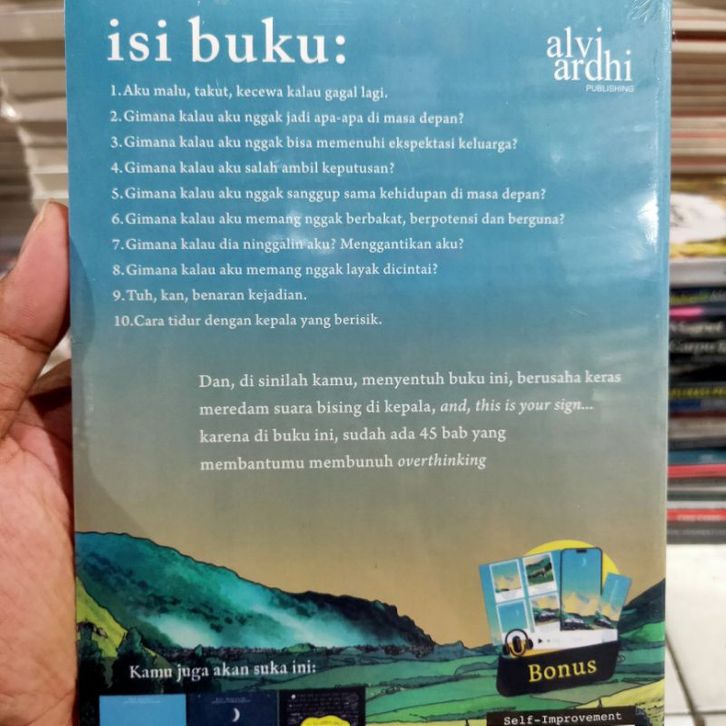 isi buku:
alvi
ardhi
PUBLISHING
1.Aku malu, takut, kecewa kalau gagal lagi.
2.Gimana kalau aku nggak jadi apa-apa di masa depan?
3.Gimana kalau aku nggak bisa memenuhi ekspektasi keluarga?
4.Gimana kalau aku salah ambil keputusan?
5.Gimana kalau aku nggak sanggup sama kehidupan di masa depan?
6.Gimana kalau aku memang nggak berbakat, berpotensi dan berguna?
7.Gimana kalau dia ninggalin aku? Menggantikan aku?
8.Gimana kalau aku memang nggak layak dicintai?
9.Tuh, kan, benaran kejadian.
10.Cara tidur dengan kepala yang berisik.
Dan, di sinilah kamu, menyentuh buku ini, berusaha keras
meredam suara bising di kepala, and, this is your sign...
karena di buku ini, sudah ada 45 bab yang
membantumu membunuh overthinking
Bonus
Kamu juga akan suka ini:
Self-Improvement